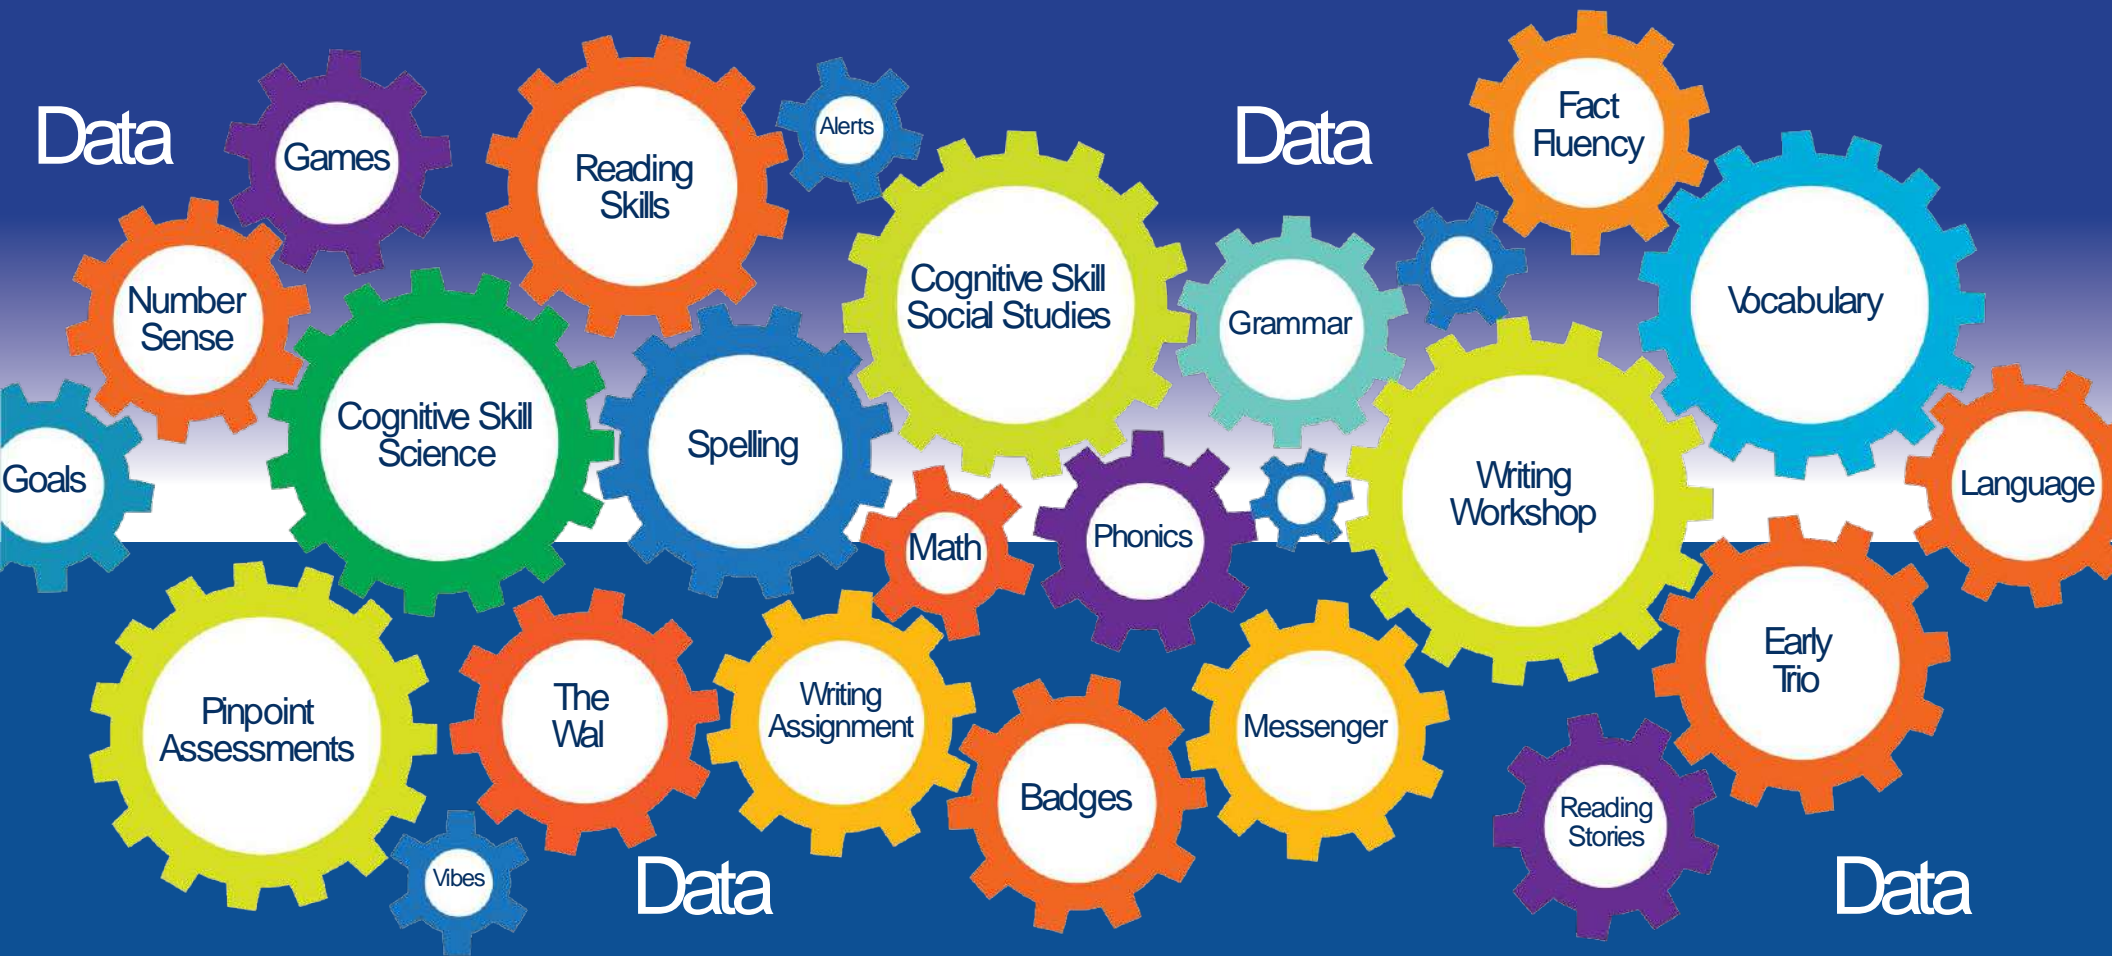 Data
Games
Reading
Skills
Alerts
Data
Fact
Fluency
Number
Sense
Cognitive Skill
Social Studies
Grammar
Vocabulary
Goals
Cognitive Skill
Science
Spelling
Math
Phonics
Writing
Workshop
Language
Pinpoint
Assessments
The
Wal
Writing
Assignment
Badges
Messenger
Early
Trio
Vibes
Data
Reading
Stories
Data